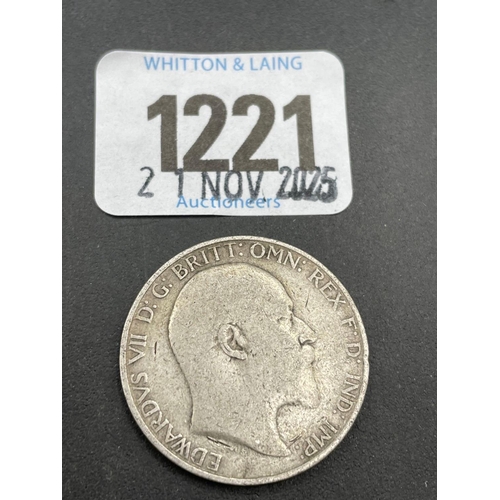 WHITTON & LAING
1221
21 NOV 2025
Auctioneers
EDWARDVS VII D: G: BRITT: OMN: REX F: D: IND: IMP: